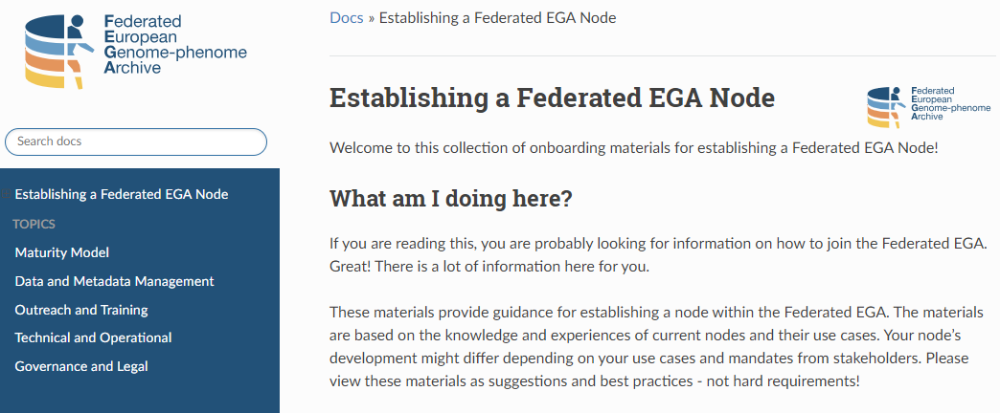 Federated
European
Genome-phenome
Archive
Search docs
Establishing a Federated EGA Node
TOPICS
Maturity Model
Data and Metadata Management
Outreach and Training
Technical and Operational
Governance and Legal
Docs » Establishing a Federated EGA Node
Establishing a Federated EGA Node
Federated
European
Genome-phenome
Archive
Welcome to this collection of onboarding materials for establishing a Federated EGA Node!
What am I doing here?
If you are reading this, you are probably looking for information on how to join the Federated EGA.
Great! There is a lot of information here for you.
These materials provide guidance for establishing a node within the Federated EGA. The materials
are based on the knowledge and experiences of current nodes and their use cases. Your node's
development might differ depending on your use cases and mandates from stakeholders. Please
view these materials as suggestions and best practices - not hard requirements!